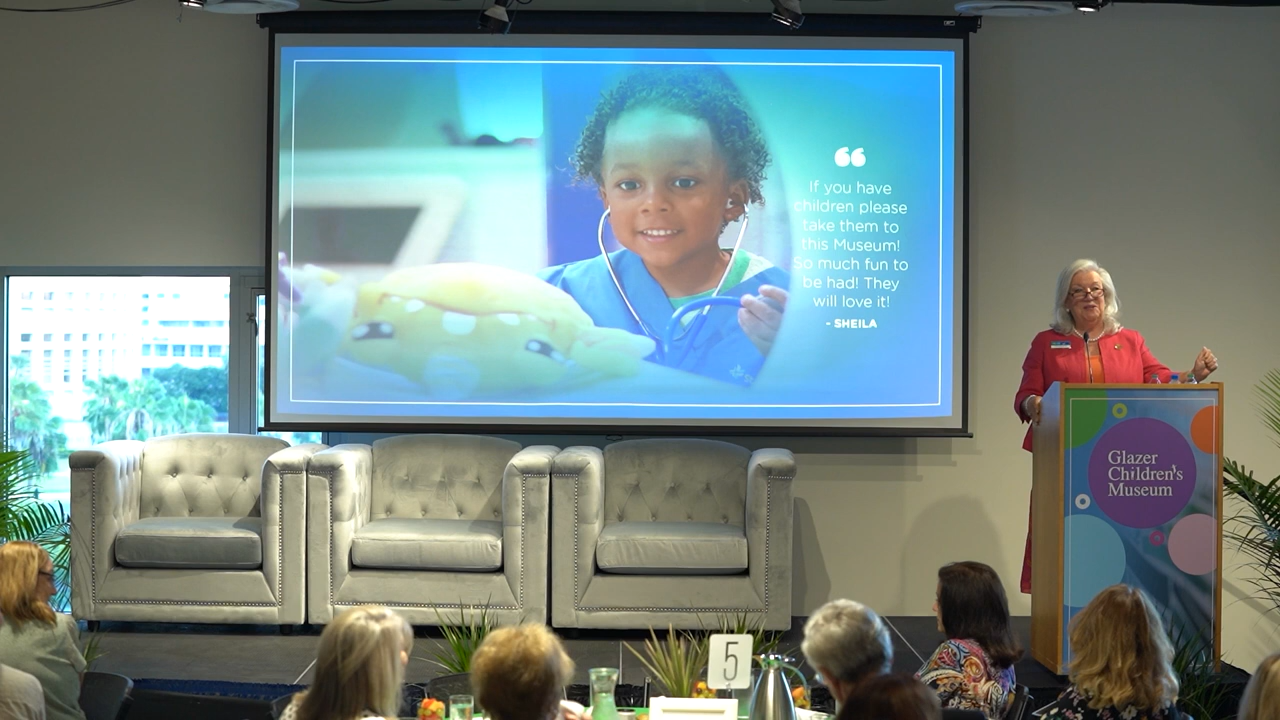 “
If you have
children please
take them to
this Museum!
So much fun to
be had! They
will love it!
- SHEILA
Glazer
Children's
Museum
5